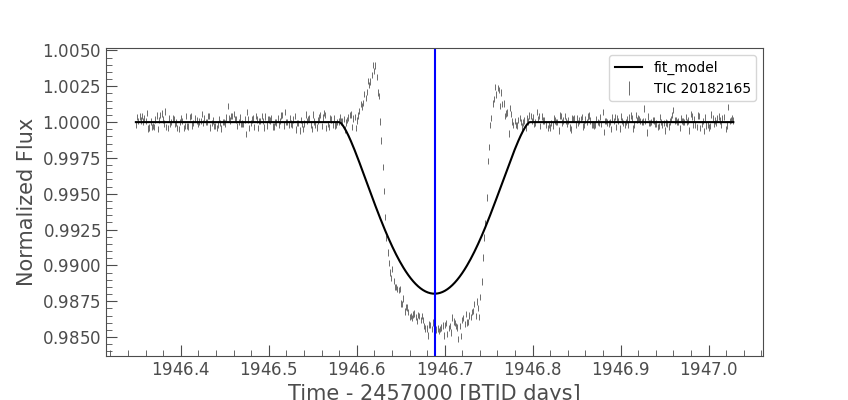 1.0050
1.0025
1.0000
0.9975
0.9950
0.9925
0.9900
0.9875
0.9850
Normalized Flux
fit_model
TIC 20182165
1946.4 1946.5 1946.6 1946.7 1946.8 1946.9 1947.0
Time - 2457000 [BTJD days]